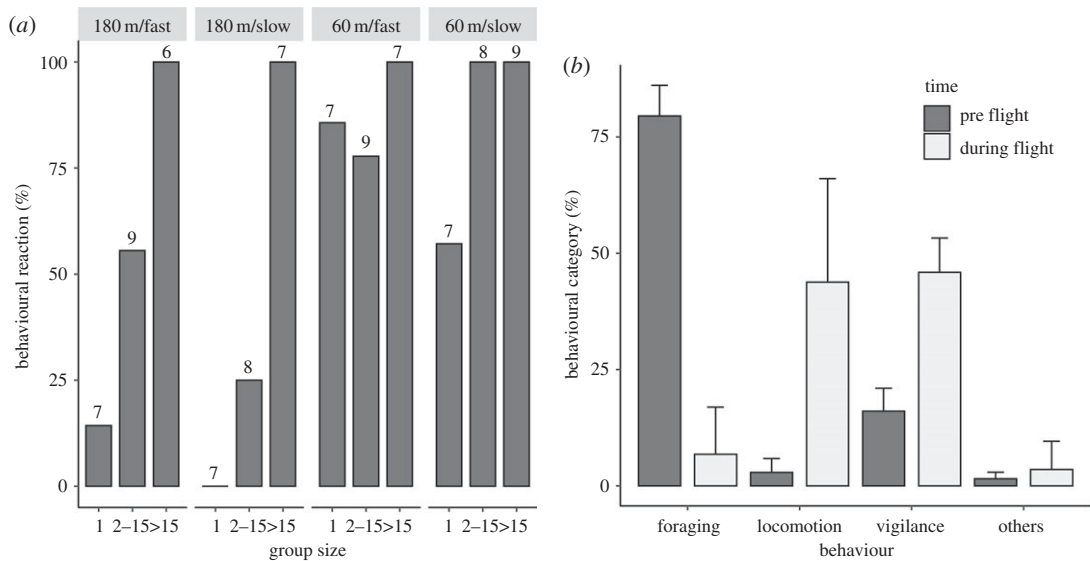 (a)
180 m/fast 180 m/slow 60 m/fast 60 m/slow
behavioural reaction (%)
100
75
50
25
0
7 9 6
7 8 7
7 9 7
7 8 9
1 2–15 >15 1 2–15 >15 1 2–15 >15 1 2–15 >15
group size
(b)
behavioural category (%)
75
50
25
0
time
pre flight
during flight
foraging locomotion vigilance others
behaviour